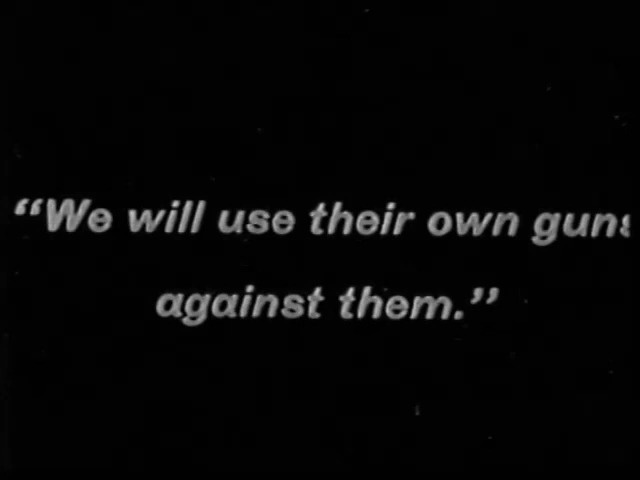 “We will use their own guns
against them.”